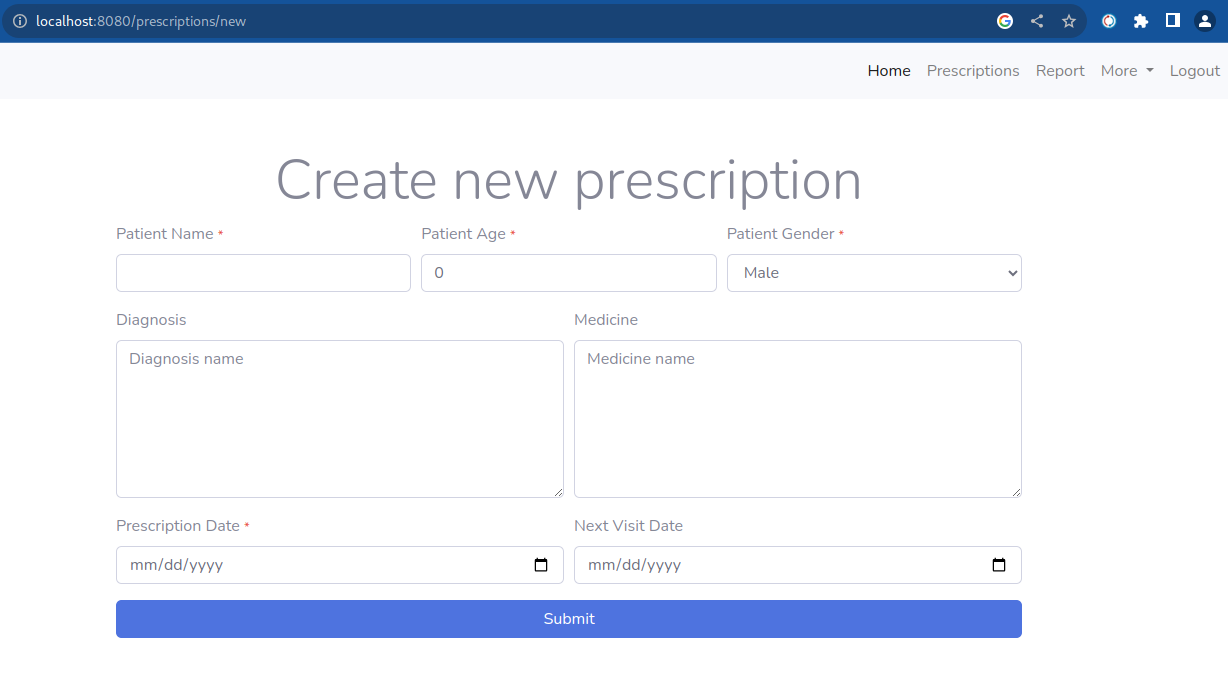 localhost:8080/prescriptions/new
Home Prescriptions Report More Logout
Create new prescription
Patient Name * Patient Age * Patient Gender *
0 Male
Diagnosis Medicine
Diagnosis name Medicine name
Prescription Date * Next Visit Date
mm/dd/yyyy mm/dd/yyyy
Submit